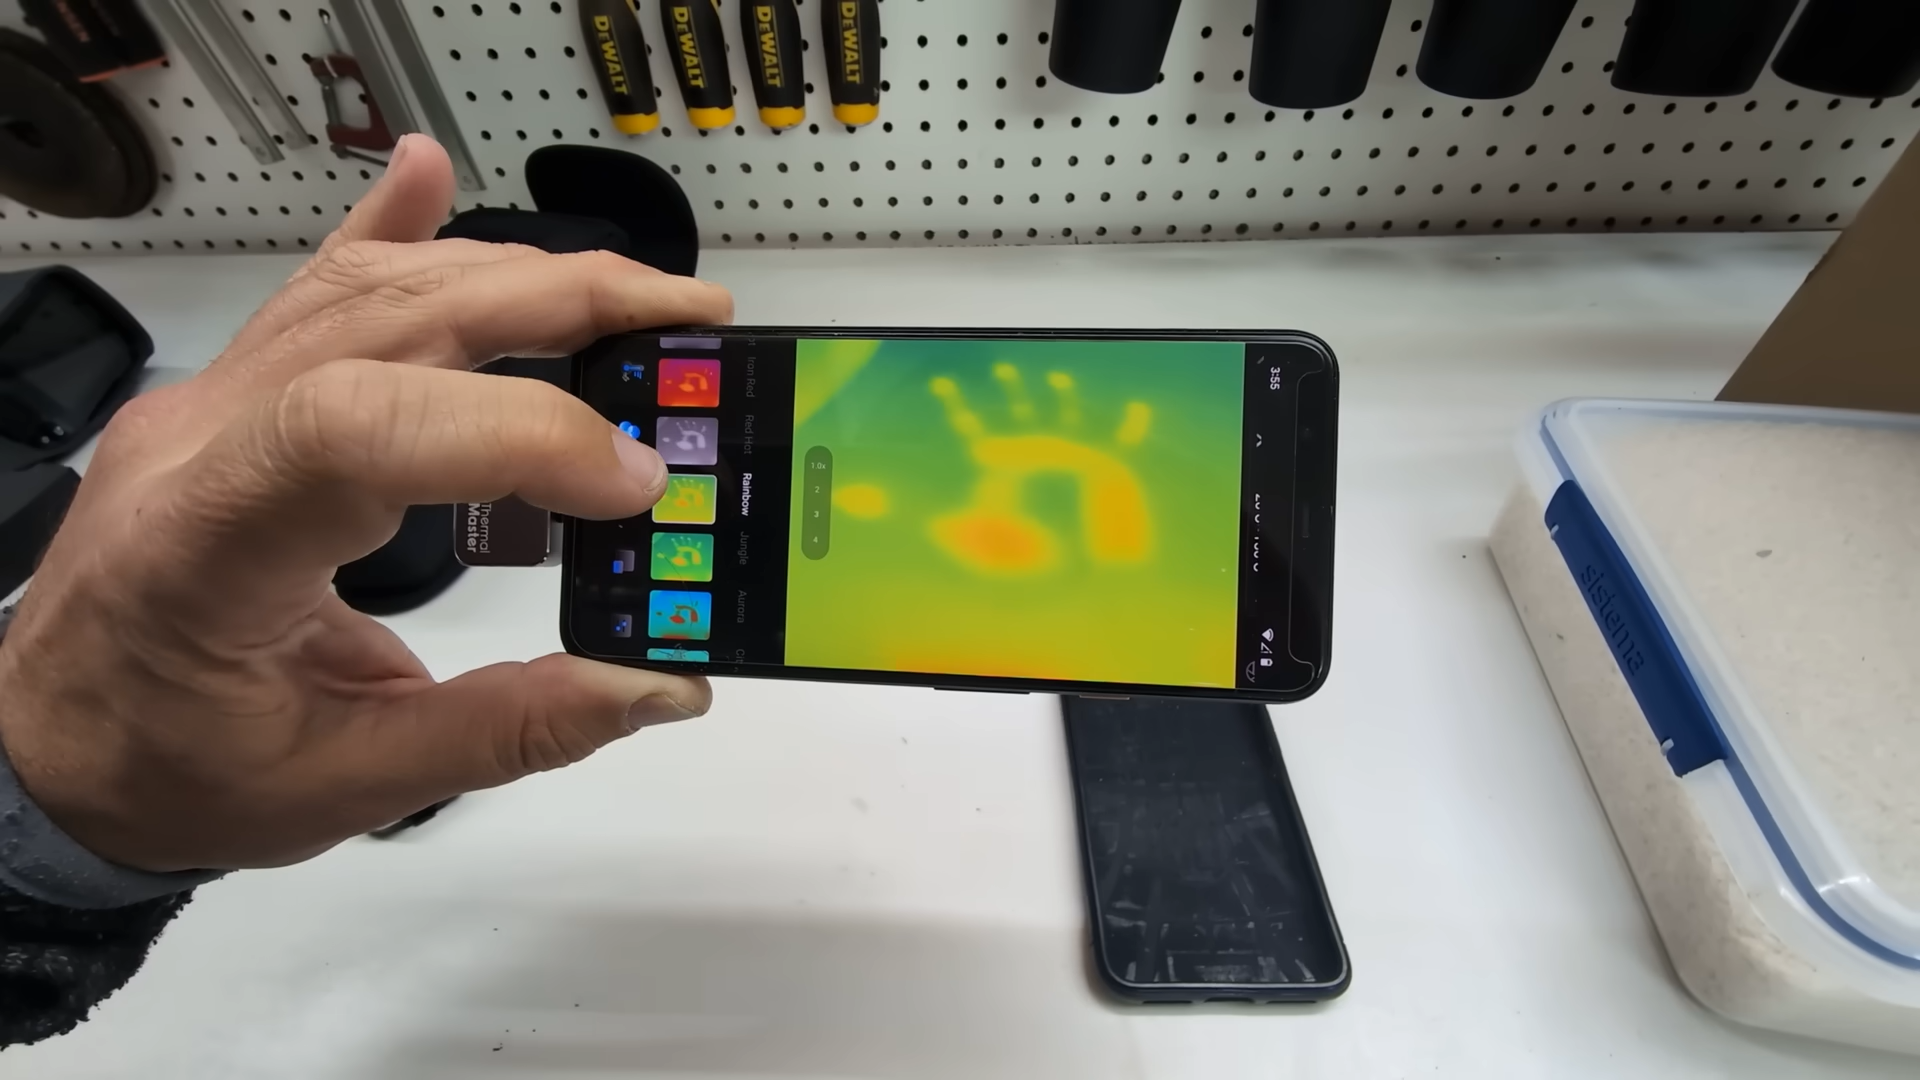 DEWALT
DEWALT
DEWALT
DEWALT
3:55
Iron Red
Red Hot
Rainbow
Jungle
Aurora
1.0x
2
3
4
Thermal
Master
sistema